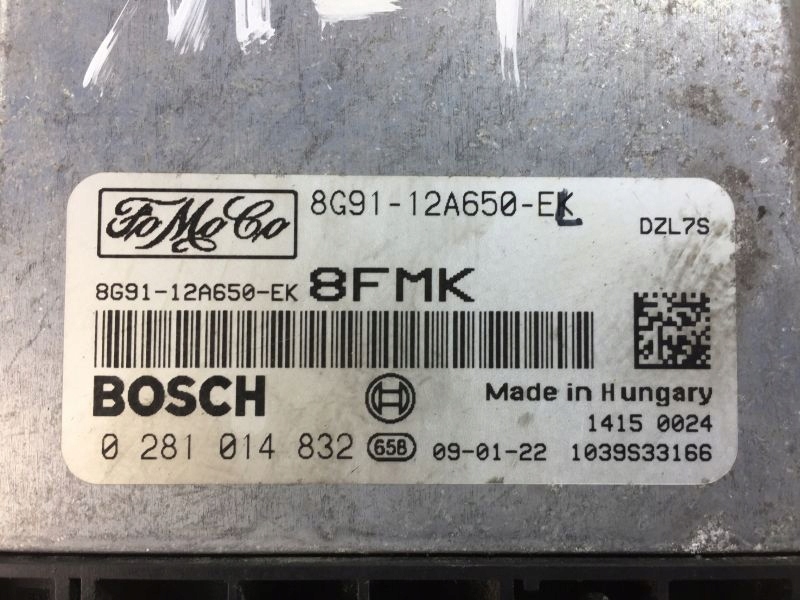 FoMoCo 8G91-12A650-EK DZL7S
8G91-12A650-EK 8FMK
BOSCH Made in Hungary
1415 0024
0 281 014 832 658 09-01-22 1039S33166